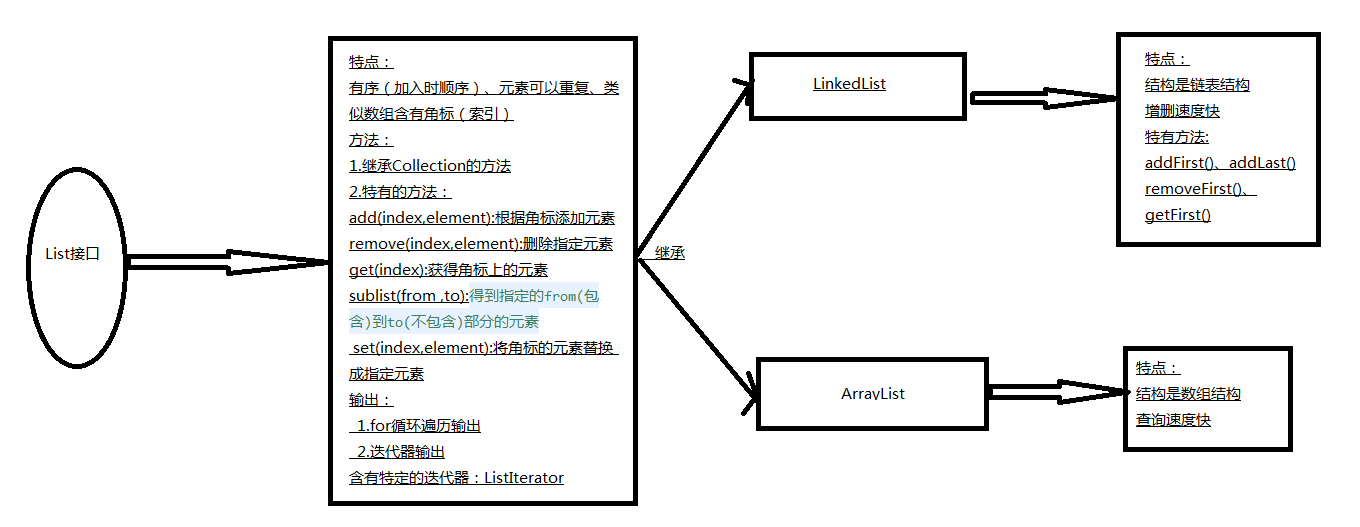 List接口
特点：
有序（加入时顺序）、元素可以重复、类
似数组含有角标（索引）
方法：
1.继承Collection的方法
2.特有的方法：
add(index,element):根据角标添加元素
remove(index,element):删除指定元素
get(index):获得角标上的元素
sublist(from ,to):得到指定的from(包
含)到to(不包含)部分的元素
set(index,element):将角标的元素替换
成指定元素
输出：
1.for循环遍历输出
2.迭代器输出
含有特定的迭代器：ListIterator
继承
LinkedList
特点：
结构是链表结构
增删速度快
特有方法:
addFirst()、addLast()
removeFirst()、
getFirst()
ArrayList
特点：
结构是数组结构
查询速度快